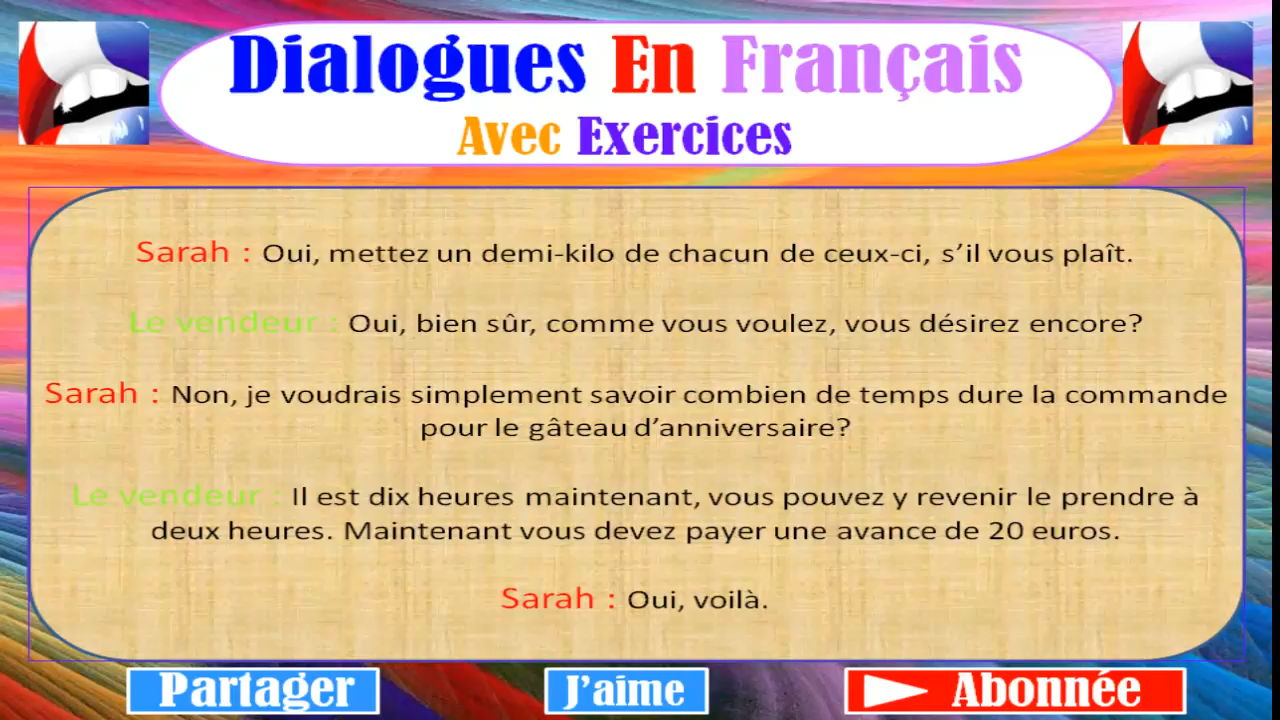 Dialogues En Français
Avec Exercices
Sarah : Oui, mettez un demi-kilo de chacun de ceux-ci, s’il vous plaît.
Le vendeur : Oui, bien sûr, comme vous voulez, vous désirez encore?
Sarah : Non, je voudrais simplement savoir combien de temps dure la commande
pour le gâteau d’anniversaire?
Le vendeur : Il est dix heures maintenant, vous pouvez y revenir le prendre à
deux heures. Maintenant vous devez payer une avance de 20 euros.
Sarah : Oui, voilà.
Partager
J’aime
Abonnée